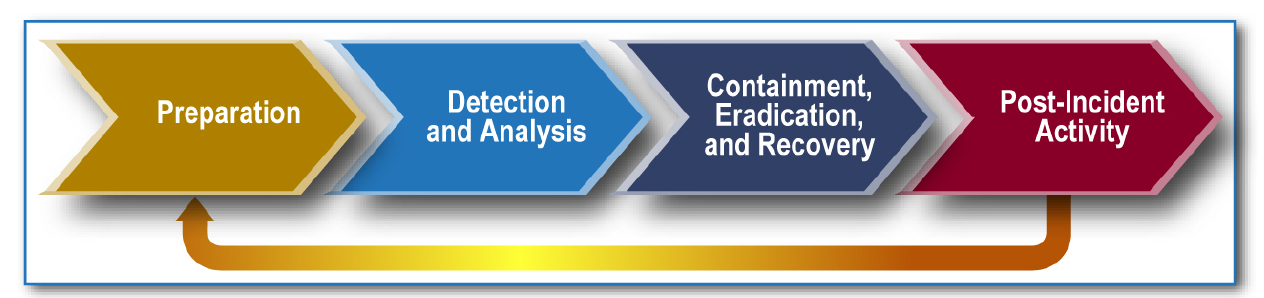 Preparation
Detection
and Analysis
Containment,
Eradication,
and Recovery
Post-Incident
Activity